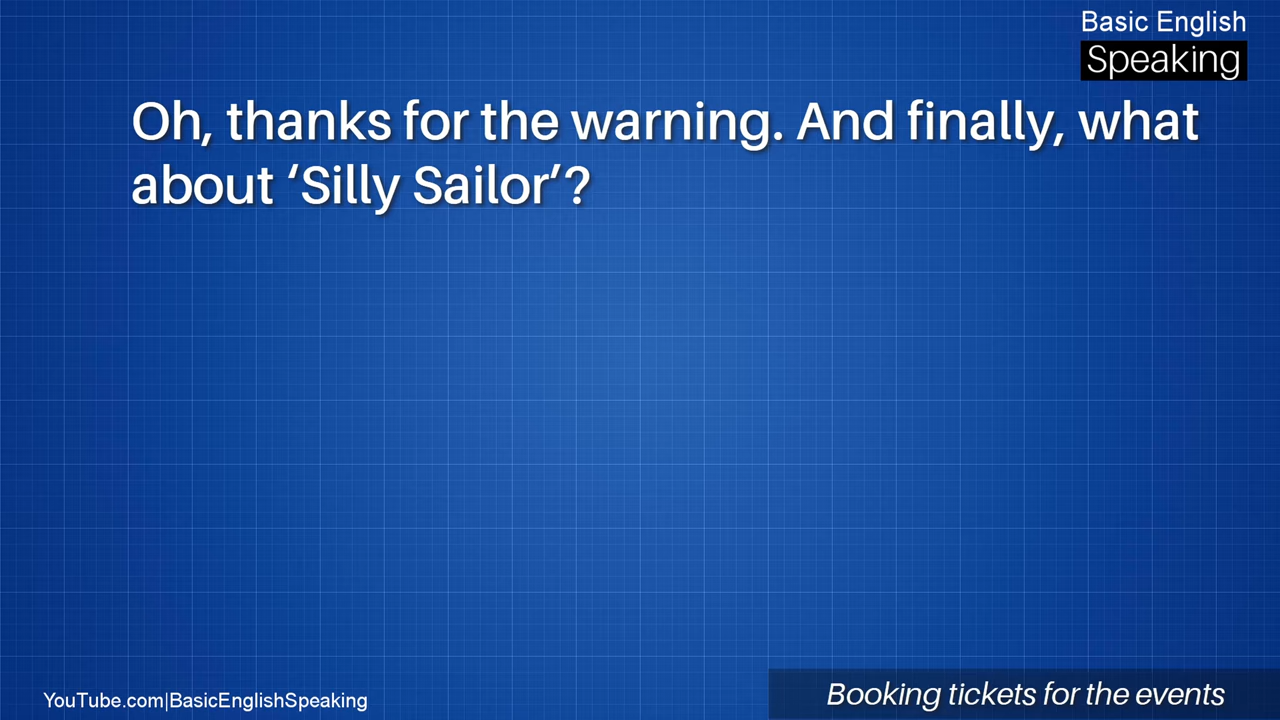 Basic English
Speaking
Oh, thanks for the warning. And finally, what
about ‘Silly Sailor’?
YouTube.com|BasicEnglishSpeaking
Booking tickets for the events